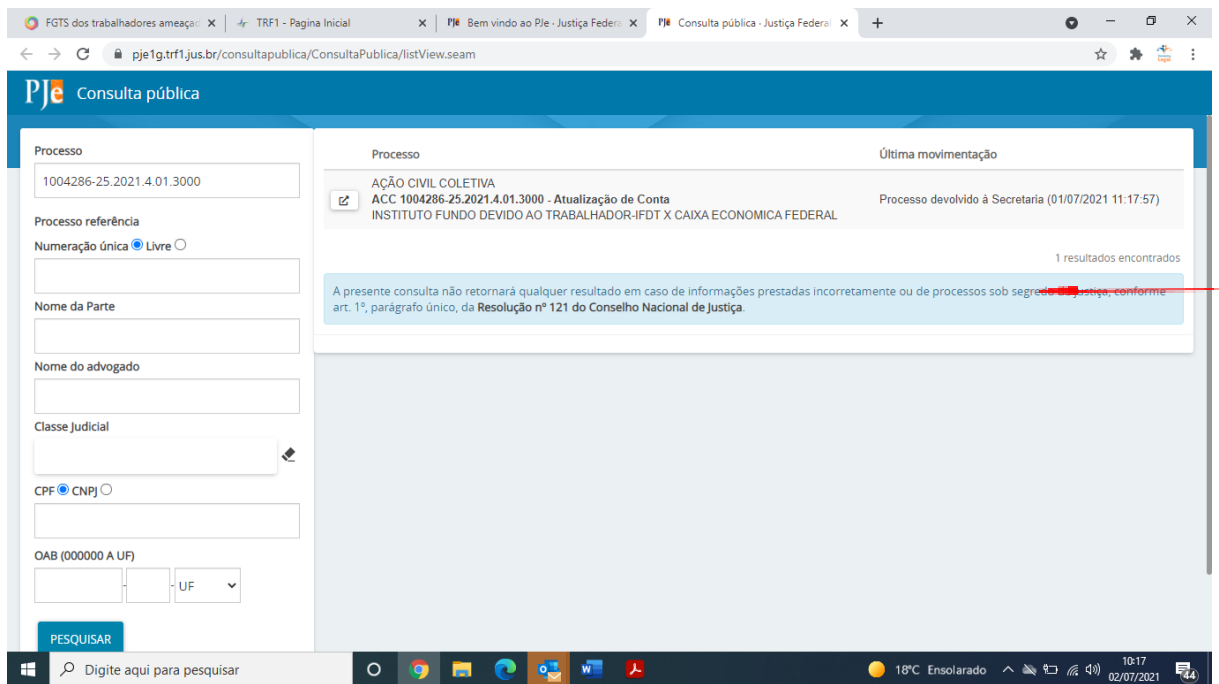 FGTS dos trabalhadores ameaçad
TRF1 - Pagina Inicial
PJe Bem vindo ao PJe - Justiça Federa
PJe Consulta pública - Justiça Federal
pje1g.trf1.jus.br/consultapublica/ConsultaPublica/listView.seam
PJe Consulta pública
Processo
1004286-25.2021.4.01.3000
Processo referência
Numeração única Livre
Nome da Parte
Nome do advogado
Classe Judicial
CPF CNPJ
OAB (000000 A UF)
- - UF
PESQUISAR
Processo Última movimentação
AÇÃO CIVIL COLETIVA
ACC 1004286-25.2021.4.01.3000 - Atualização de Conta
INSTITUTO FUNDO DEVIDO AO TRABALHADOR-IFDT X CAIXA ECONOMICA FEDERAL
Processo devolvido à Secretaria (01/07/2021 11:17:57)
1 resultados encontrados
A presente consulta não retornará qualquer resultado em caso de informações prestadas incorretamente ou de processos sob segredo justiça, conforme
art. 1º, parágrafo único, da Resolução nº 121 do Conselho Nacional de Justiça.
Digite aqui para pesquisar
18°C Ensolarado
10:17
02/07/2021
44